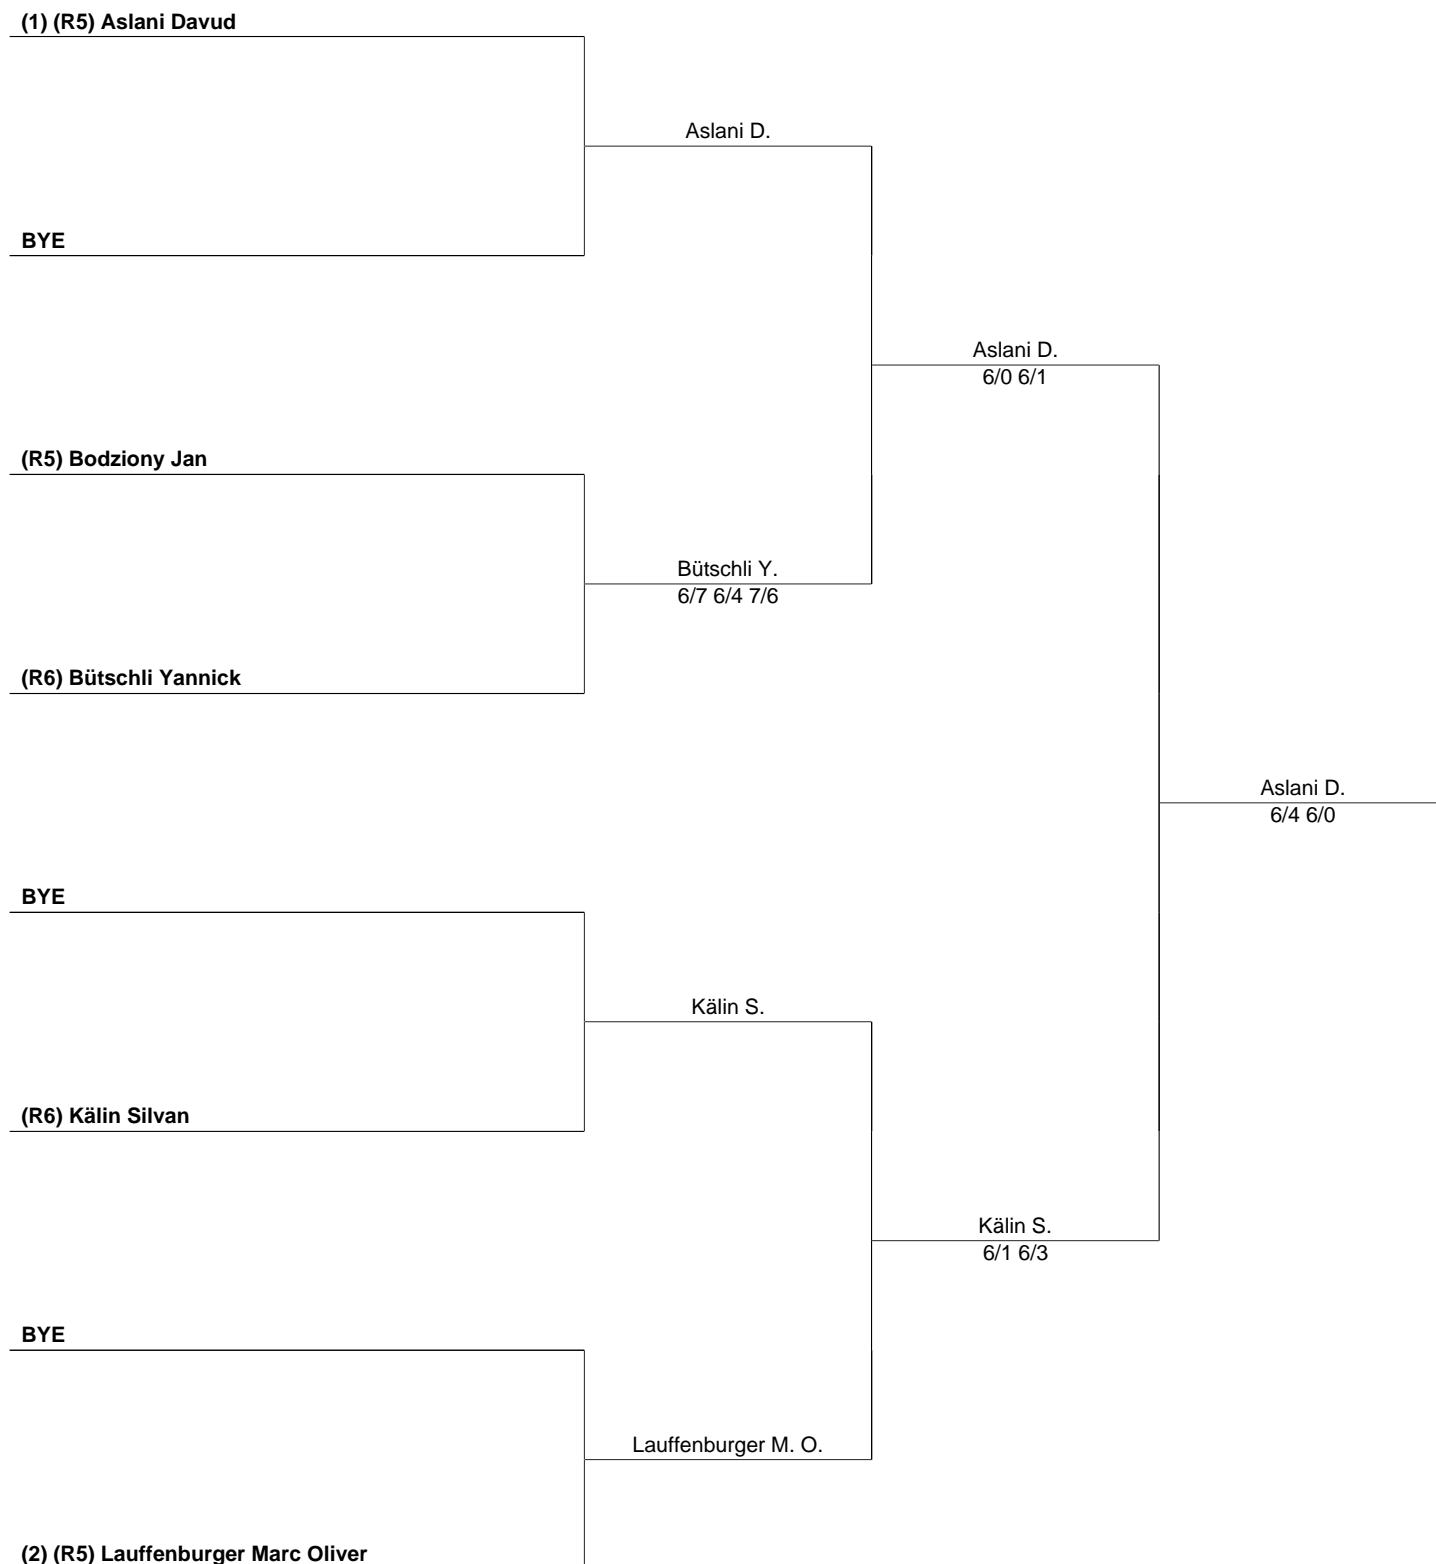 (1) (R5) Aslani Davud
Aslani D.
BYE
Aslani D.
6/0 6/1
(R5) Bodziony Jan
Bütschli Y.
6/7 6/4 7/6
(R6) Bütschli Yannick
Aslani D.
6/4 6/0
BYE
Kälin S.
(R6) Kälin Silvan
Kälin S.
6/1 6/3
BYE
Lauffenburger M. O.
(2) (R5) Lauffenburger Marc Oliver